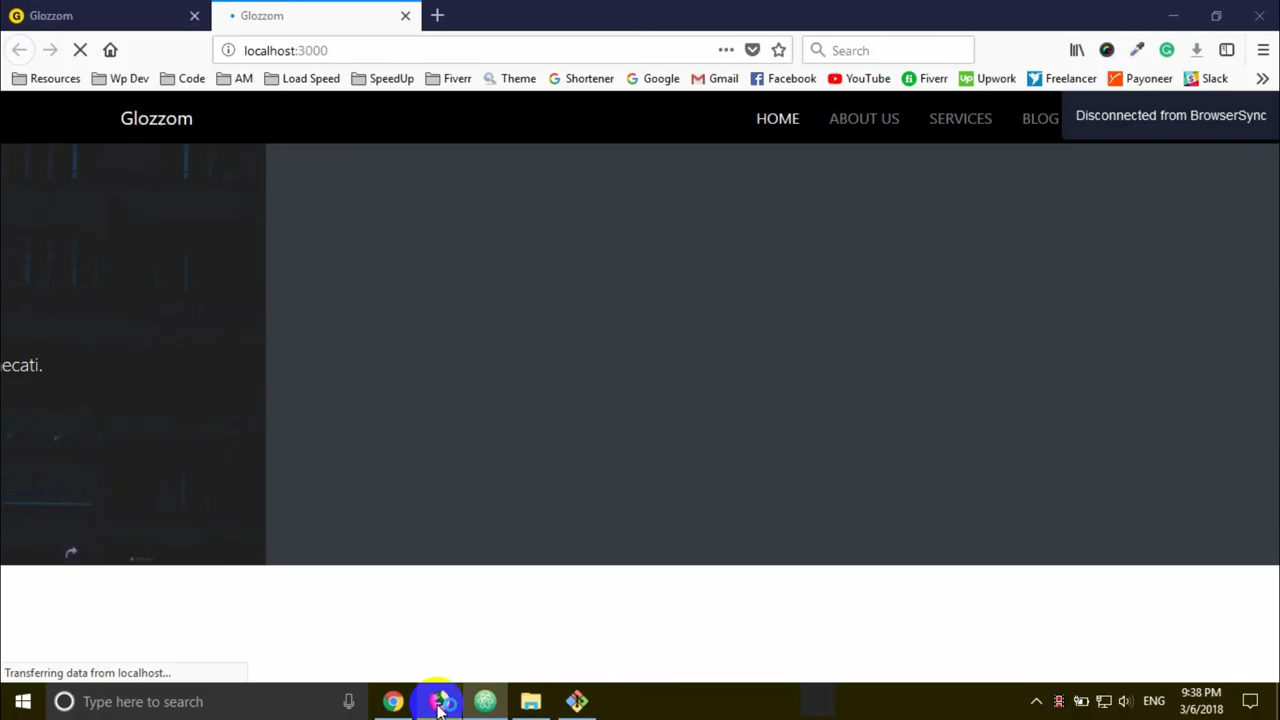 Glozzom
Glozzom
localhost:3000
Search
Resources Wp Dev Code AM Load Speed SpeedUp Fiverr Theme Shortener Google Gmail Facebook YouTube Fiverr Upwork Freelancer Payoneer Slack
Glozzom
HOME ABOUT US SERVICES BLOG
Disconnected from BrowserSync
ecati.
Transferring data from localhost...
Type here to search
ENG
9:38 PM
3/6/2018